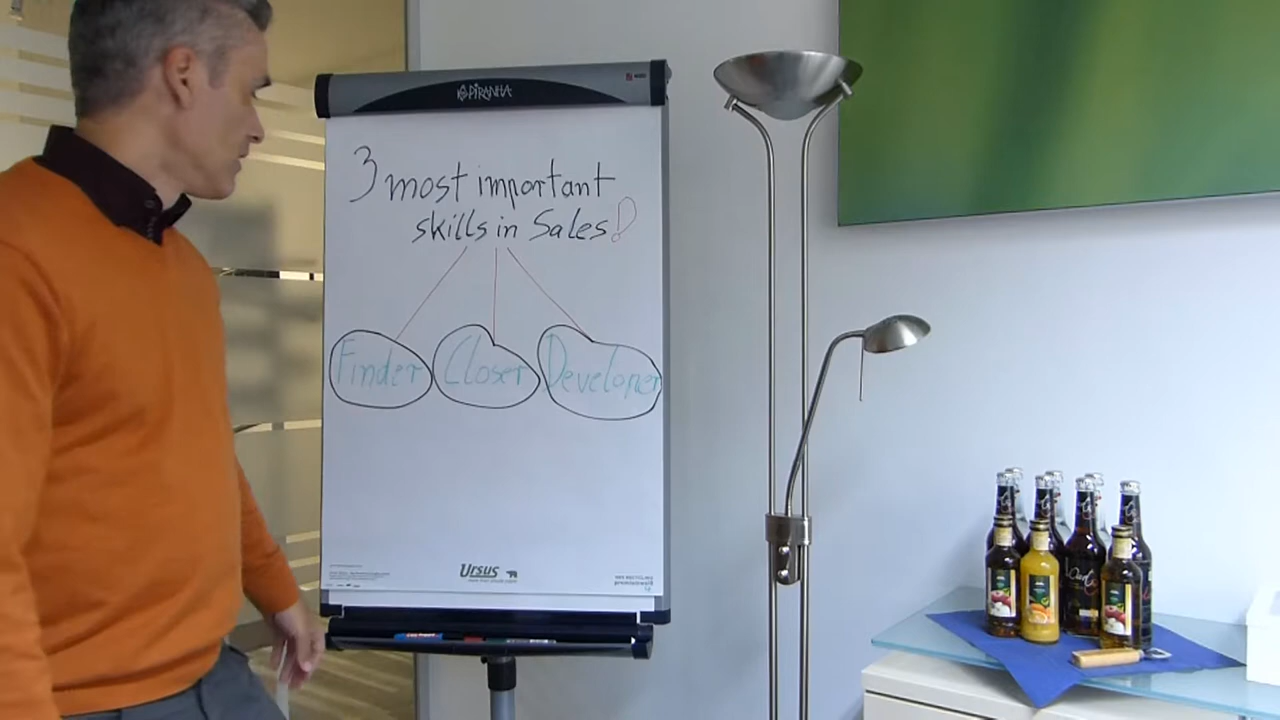 PIRANHA
3 most important
skills in Sales!
Finder Closer Developer
Ursus